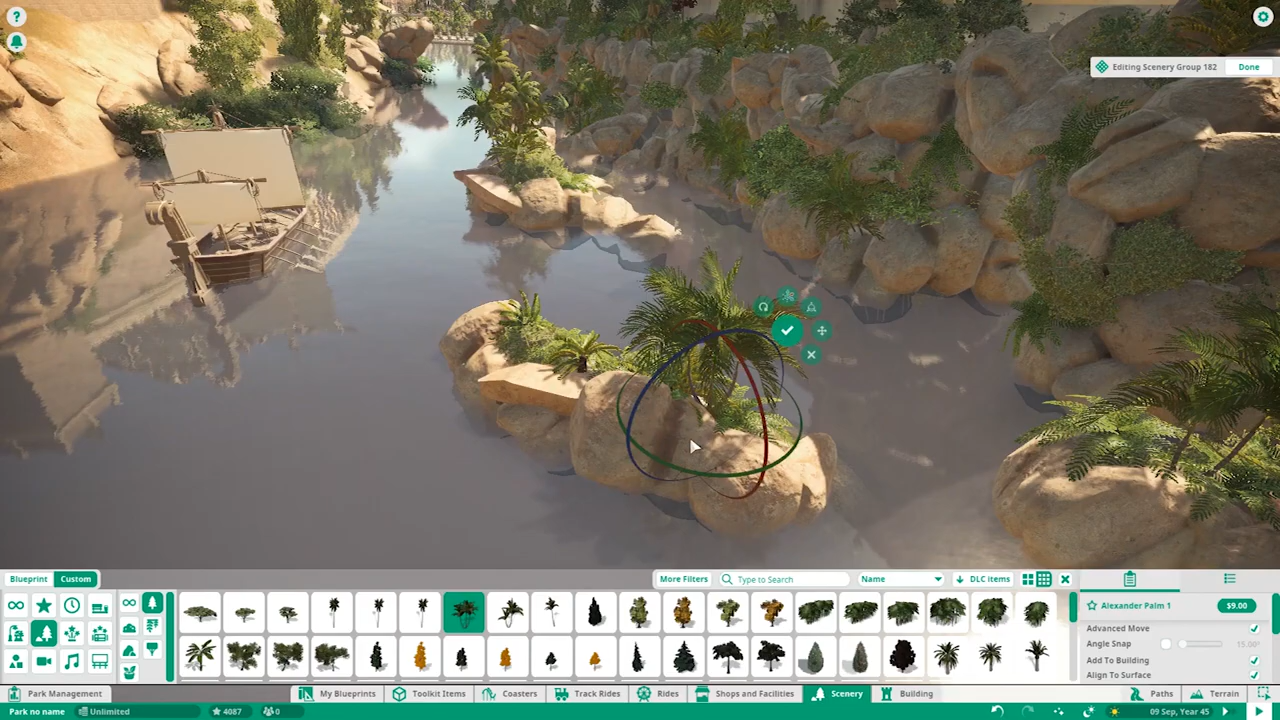 ?
Editing Scenery Group 182 Done
Blueprint Custom More Filters Type to Search Name DLC items
Alexander Palm 1 $9.00
Advanced Move
Angle Snap 15.00°
Add To Building
Align To Surface
Park Management My Blueprints Toolkit Items Coasters Track Rides Rides Shops and Facilities Scenery Building Paths Terrain
Park no name Unlimited 4087 0 09 Sep, Year 45